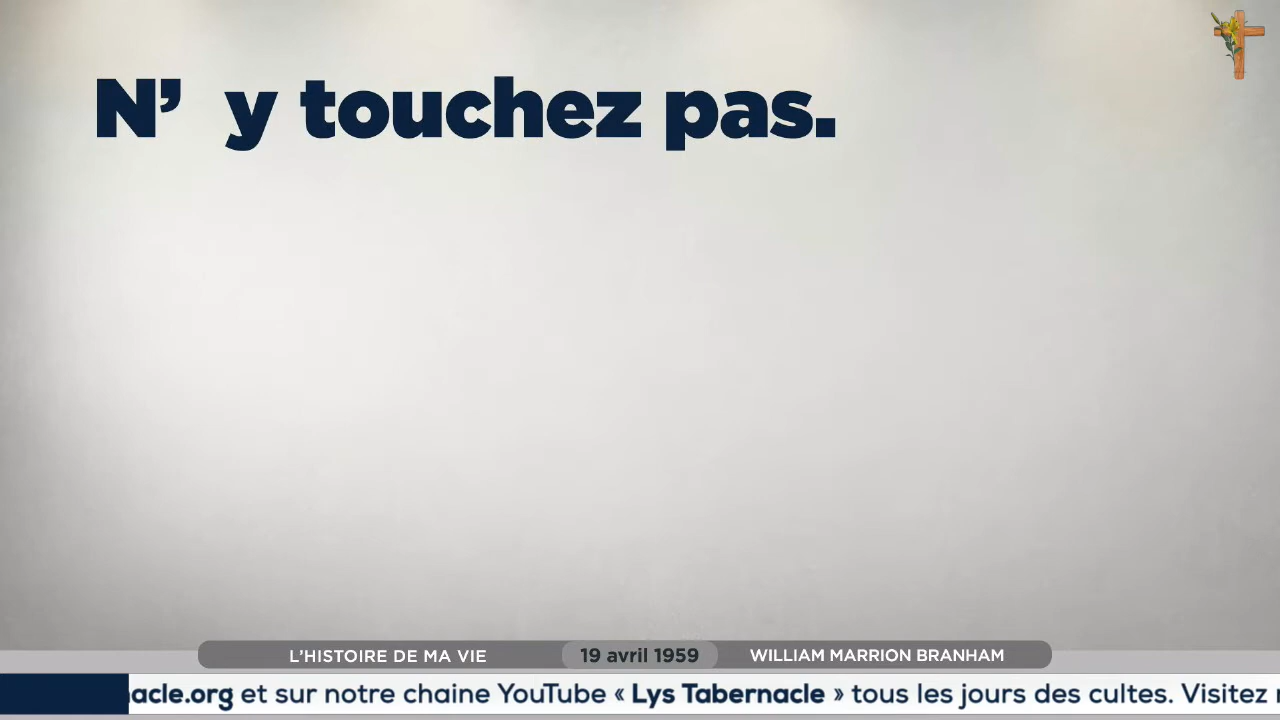 N’ y touchez pas.
L’HISTOIRE DE MA VIE 19 avril 1959 WILLIAM MARRION BRANHAM
acle.org et sur notre chaine YouTube « Lys Tabernacle » tous les jours des cultes. Visitez